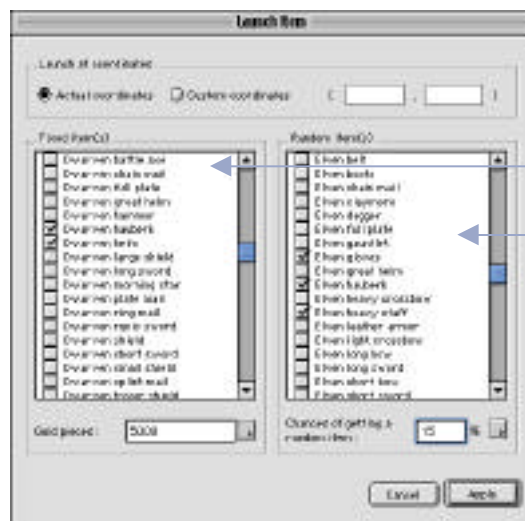 Launch Item
Launch at coordinates
Actual coordinates Custom coordinates ( , )
Fixed Item(s)
Dwarven battle axe
Dwarven chain mail
Dwarven full plate
Dwarven great helm
Dwarven hammer
Dwarven hauberk
Dwarven helm
Dwarven large shield
Dwarven long sword
Dwarven morning star
Dwarven plate mail
Dwarven ring mail
Dwarven sword
Dwarven shield
Dwarven short sword
Dwarven small shield
Dwarven split mail
Dwarven tower shield
Gold pieces: 5000
Random Item(s)
Elven belt
Elven boots
Elven chain mail
Elven claymore
Elven dagger
Elven full plate
Elven gauntlet
Elven gloves
Elven great helm
Elven hauberk
Elven heavy crossbow
Elven heavy staff
Elven leather armor
Elven light crossbow
Elven long bow
Elven long sword
Elven short bow
Elven short sword
Chances of getting a
random item: 15 %
Cancel Apply